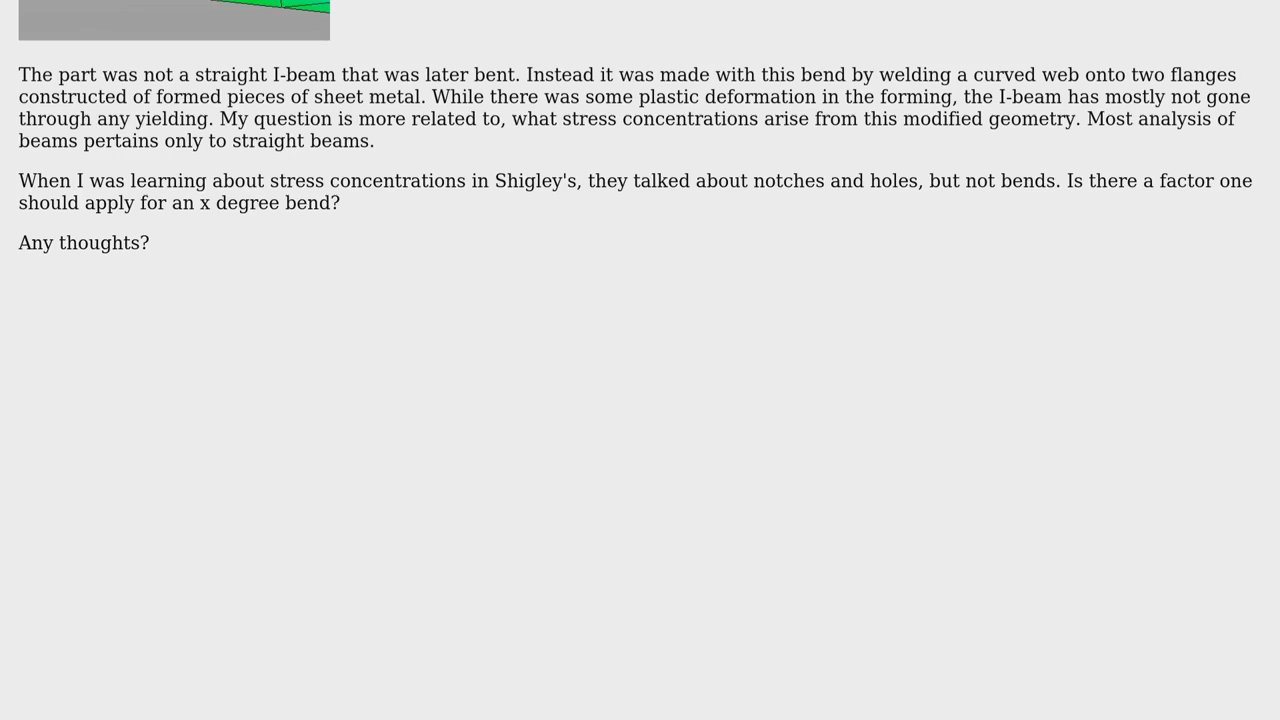 The part was not a straight I-beam that was later bent. Instead it was made with this bend by welding a curved web onto two flanges
constructed of formed pieces of sheet metal. While there was some plastic deformation in the forming, the I-beam has mostly not gone
through any yielding. My question is more related to, what stress concentrations arise from this modified geometry. Most analysis of
beams pertains only to straight beams.
When I was learning about stress concentrations in Shigley's, they talked about notches and holes, but not bends. Is there a factor one
should apply for an x degree bend?
Any thoughts?